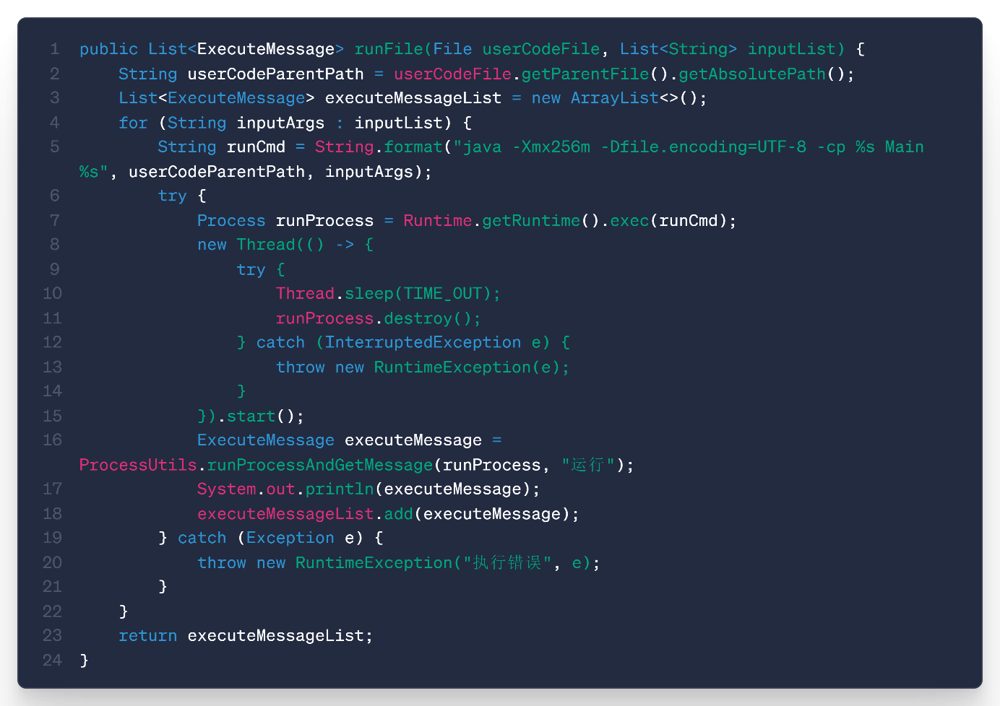 1 public List<ExecuteMessage> runFile(File userCodeFile, List<String> inputList) {
2 String userCodeParentPath = userCodeFile.getParentFile().getAbsolutePath();
3 List<ExecuteMessage> executeMessageList = new ArrayList<>();
4 for (String inputArgs : inputList) {
5 String runCmd = String.format("java -Xmx256m -Dfile.encoding=UTF-8 -cp %s Main
%s", userCodeParentPath, inputArgs);
6 try {
7 Process runProcess = Runtime.getRuntime().exec(runCmd);
8 new Thread(() -> {
9 try {
10 Thread.sleep(TIME_OUT);
11 runProcess.destroy();
12 } catch (InterruptedException e) {
13 throw new RuntimeException(e);
14 }
15 }).start();
16 ExecuteMessage executeMessage =
ProcessUtils.runProcessAndGetMessage(runProcess, "运行");
17 System.out.println(executeMessage);
18 executeMessageList.add(executeMessage);
19 } catch (Exception e) {
20 throw new RuntimeException("执行错误", e);
21 }
22 }
23 return executeMessageList;
24 }